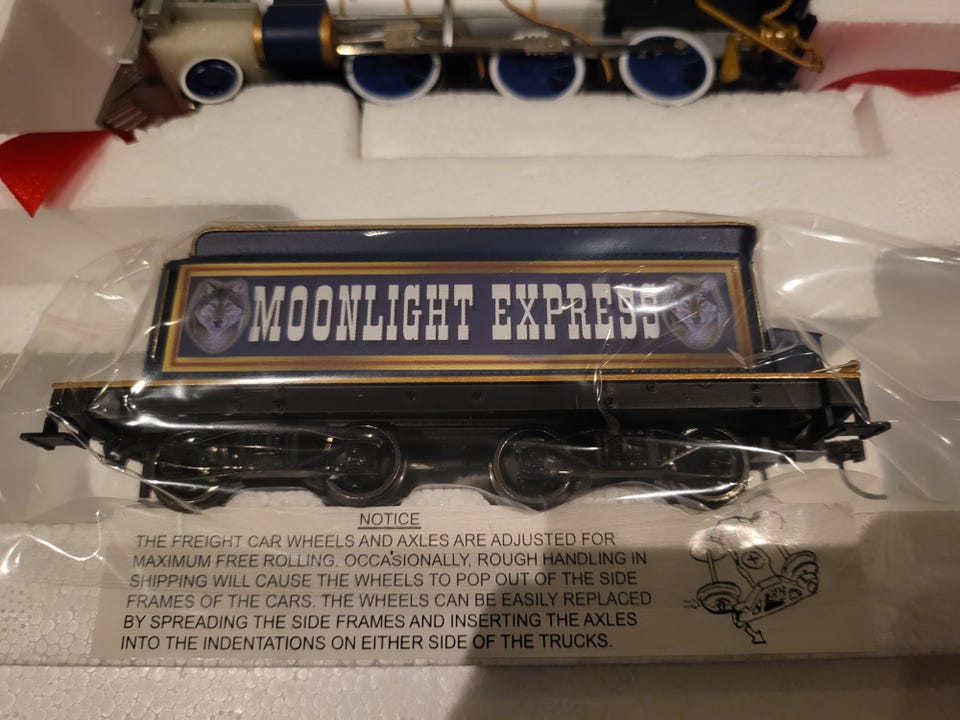 MOONLIGHT EXPRESS
NOTICE
THE FREIGHT CAR WHEELS AND AXLES ARE ADJUSTED FOR
MAXIMUM FREE ROLLING. OCCASIONALLY, ROUGH HANDLING IN
SHIPPING WILL CAUSE THE WHEELS TO POP OUT OF THE SIDE
FRAMES OF THE CARS. THE WHEELS CAN BE EASILY REPLACED
BY SPREADING THE SIDE FRAMES AND INSERTING THE AXLES
INTO THE INDENTATIONS ON EITHER SIDE OF THE TRUCKS.